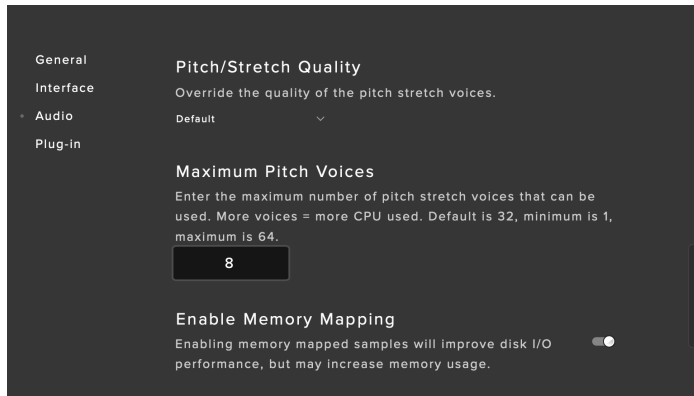 General
Interface
Audio
Plug-in
Pitch/Stretch Quality
Override the quality of the pitch stretch voices.
Default
Maximum Pitch Voices
Enter the maximum number of pitch stretch voices that can be
used. More voices = more CPU used. Default is 32, minimum is 1,
maximum is 64.
8
Enable Memory Mapping
Enabling memory mapped samples will improve disk I/O
performance, but may increase memory usage.